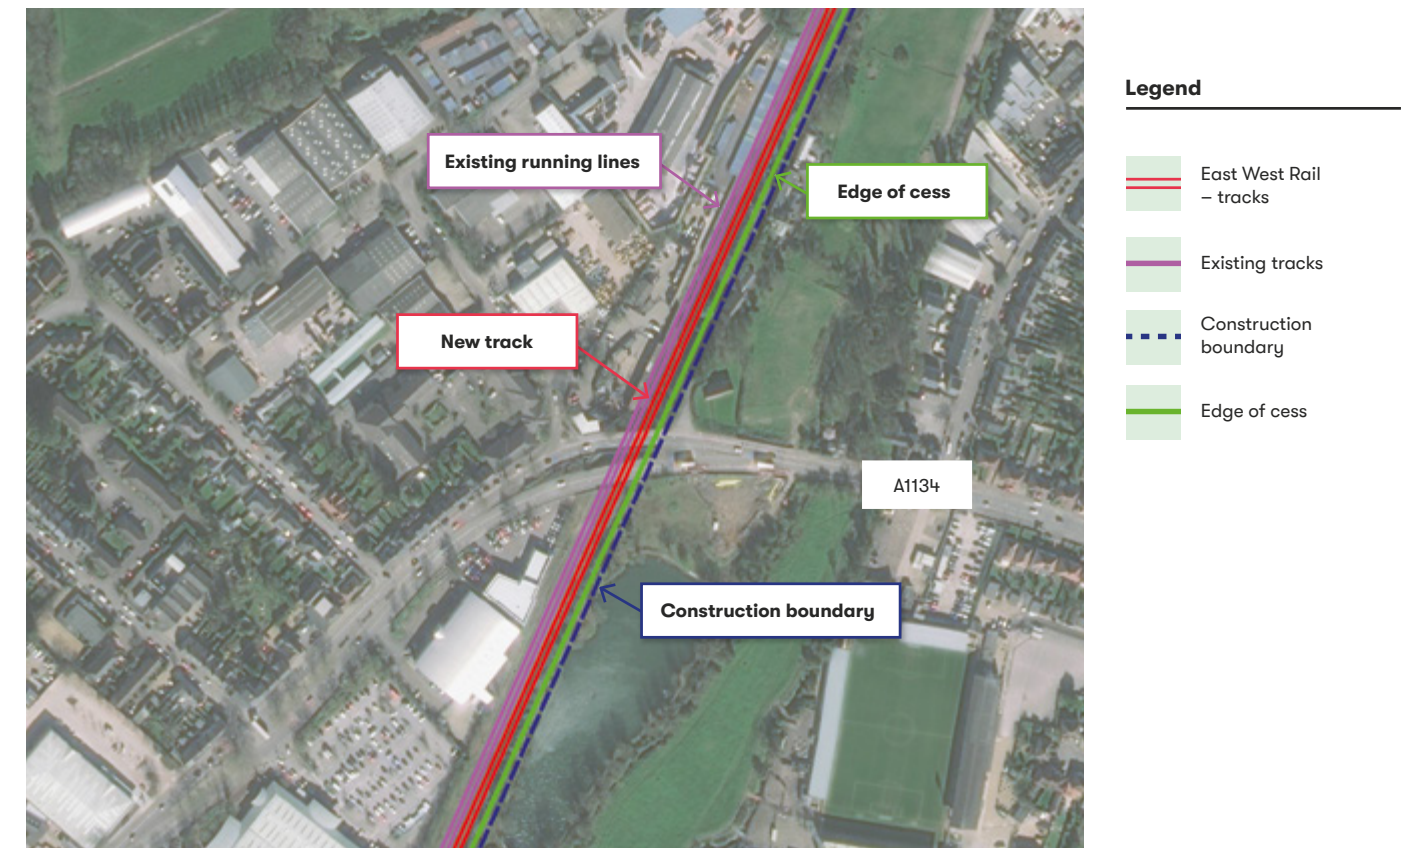 Existing running lines
Edge of cess
New track
A1134
Construction boundary
Legend
East West Rail
– tracks
Existing tracks
Construction
boundary
Edge of cess